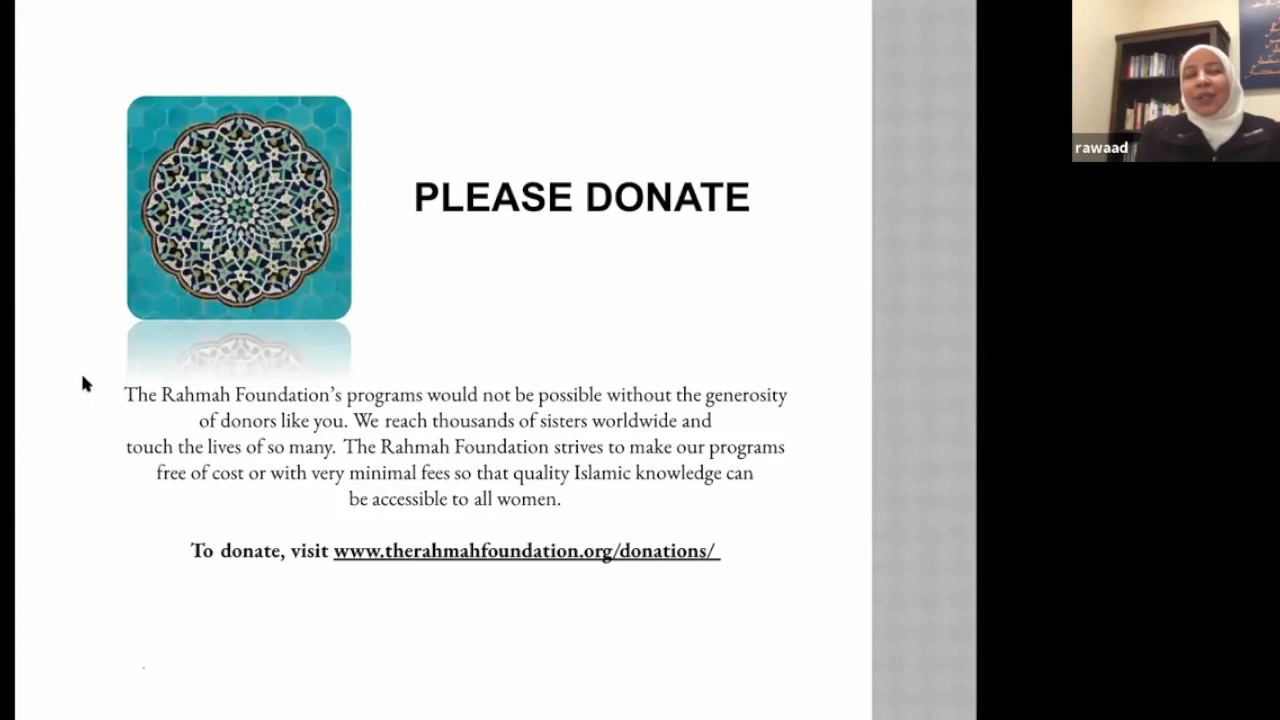 PLEASE DONATE
The Rahmah Foundation’s programs would not be possible without the generosity
of donors like you. We reach thousands of sisters worldwide and
touch the lives of so many. The Rahmah Foundation strives to make our programs
free of cost or with very minimal fees so that quality Islamic knowledge can
be accessible to all women.
To donate, visit www.therahmahfoundation.org/donations/
rawaad